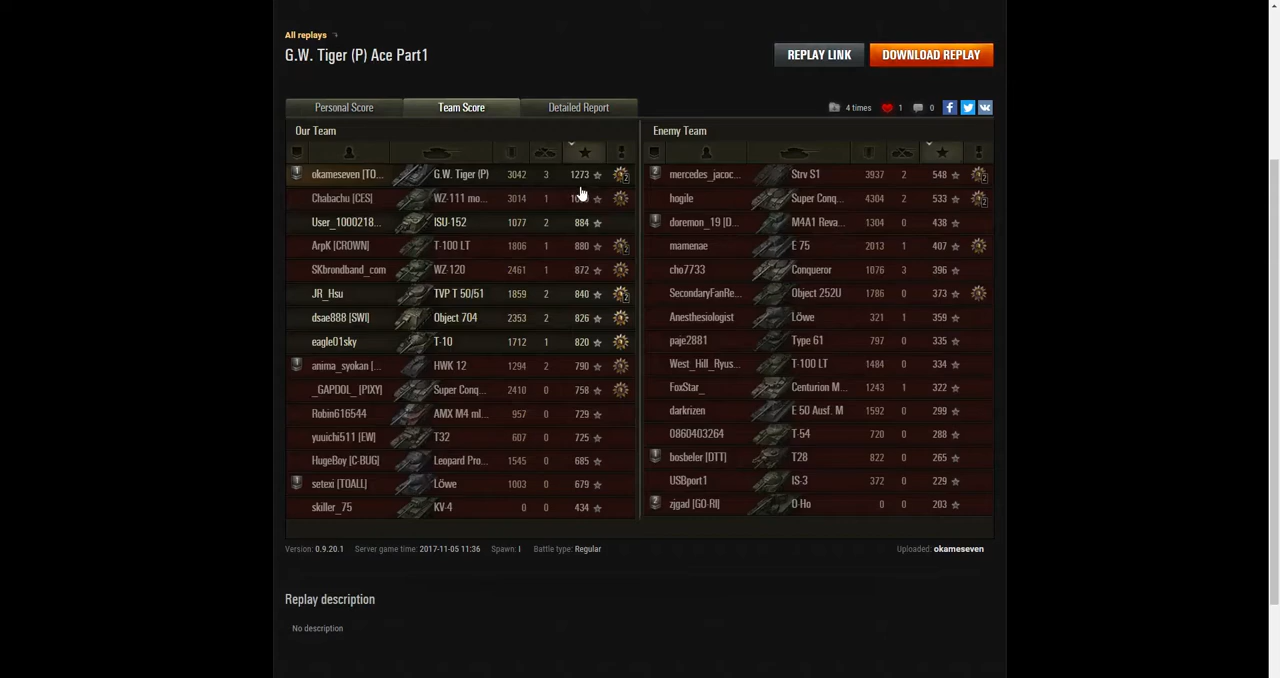 All replays
G.W. Tiger (P) Ace Part1
REPLAY LINK
DOWNLOAD REPLAY
Personal Score
Team Score
Detailed Report
4 times
1
0
Our Team
okameseven [TO... G.W. Tiger (P) 3042 3 1273 2
Chabachu [CES] WZ-111 mo... 3014 1
User_1000218... ISU-152 1077 2 884
ArpK [CROWN] T-100 LT 1806 1 880 2
SKbrondband_com WZ 120 2461 1 872
JR_Hsu TVP T 50/51 1859 2 840 2
dsae888 [SWI] Object 704 2353 2 826
eagle01sky T-10 1712 1 820
anima_syokan [... HWK 12 1294 2 790
_GAPDOL_ [PIXY] Super Conq... 2410 0 758
Robin616544 AMX M4 ml... 957 0 729
yuuichi511 [EW] T32 607 0 725
HugeBoy [C-BUG] Leopard Pro... 1545 0 685
setexi [TOALL] Löwe 1003 0 679
skiller_75 KV-4 0 0 434
Enemy Team
mercedes_jacoc... Strv S1 3937 2 548 2
hogile Super Conq... 4304 2 533 2
doremon_19 [D... M4A1 Reva... 1304 0 438
mamenae E 75 2013 1 407
cho7733 Conqueror 1076 3 396
SecondaryFanRe... Object 252U 1786 0 373
Anesthesiologist Löwe 321 1 359
paje2881 Type 61 797 0 335
West_Hill_Ryus... T-100 LT 1484 0 334
FoxStar_ Centurion M... 1243 1 322
darkrizen E 50 Ausf. M 1592 0 299
0860403264 T-54 720 0 288
bosbeler [DTT] T28 822 0 265
USBport1 IS-3 372 0 229
zjgad [GO-RI] O-Ho 0 0 203
Version: 0.9.20.1 Server game time: 2017-11-05 11:36 Spawn: I Battle type: Regular
Uploaded: okameseven
Replay description
No description